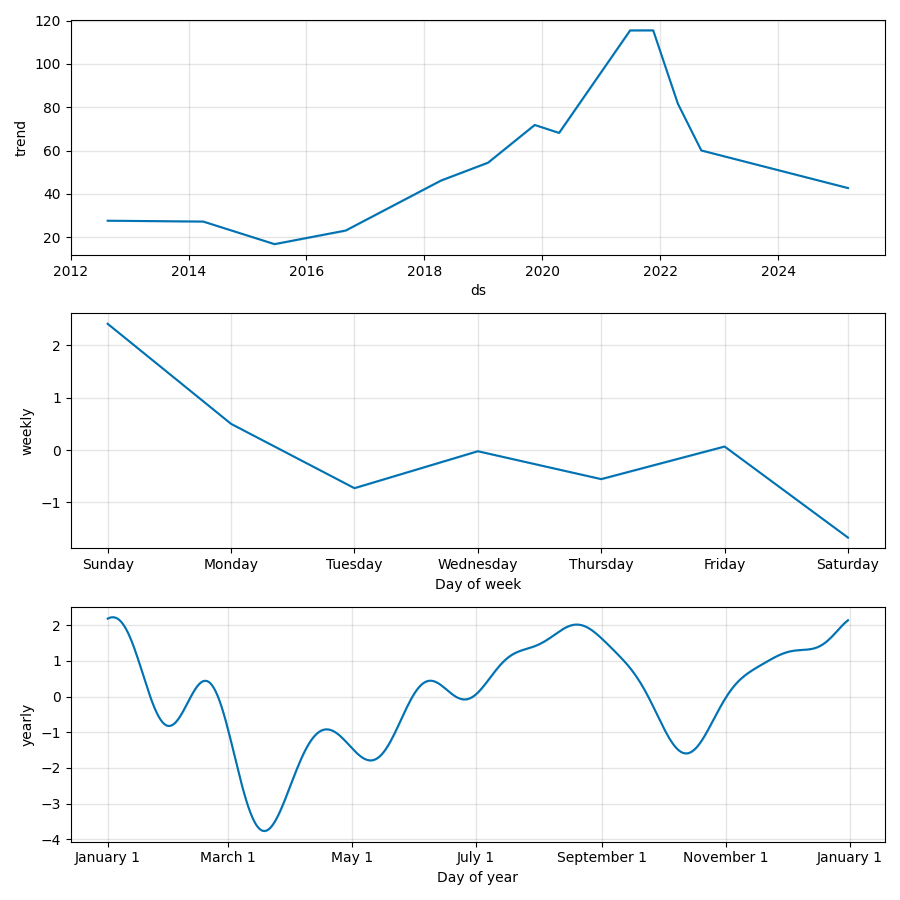 120
100
80
60
40
20
trend
2012 2014 2016 2018 2020 2022 2024
ds
2
1
0
−1
weekly
Sunday Monday Tuesday Wednesday Thursday Friday Saturday
Day of week
2
1
0
−1
−2
−3
−4
yearly
January 1 March 1 May 1 July 1 September 1 November 1 January 1
Day of year